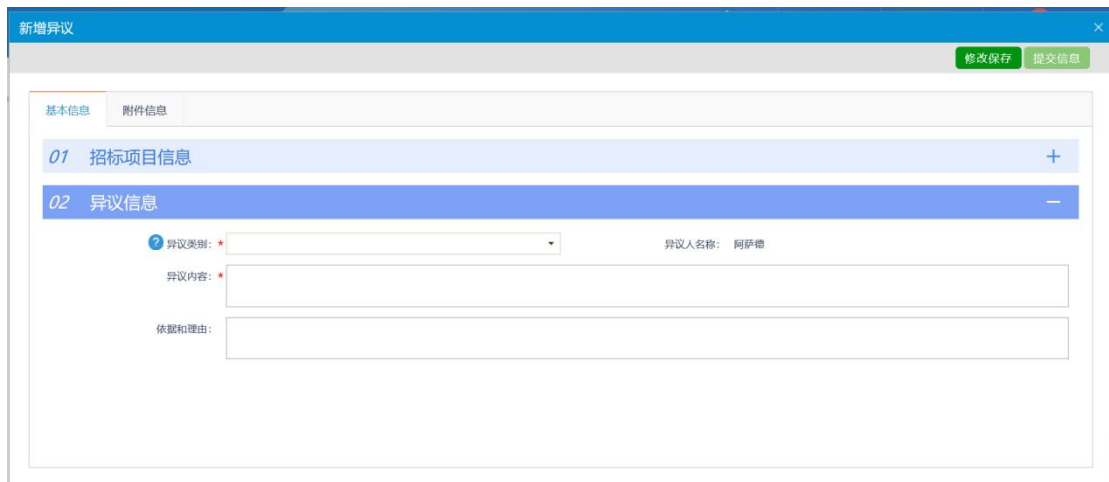 新增异议
修改保存 提交信息
基本信息 附件信息
01 招标项目信息
02 异议信息
异议类别：* 异议人名称： 阿萨德
异议内容：*
依据和理由：